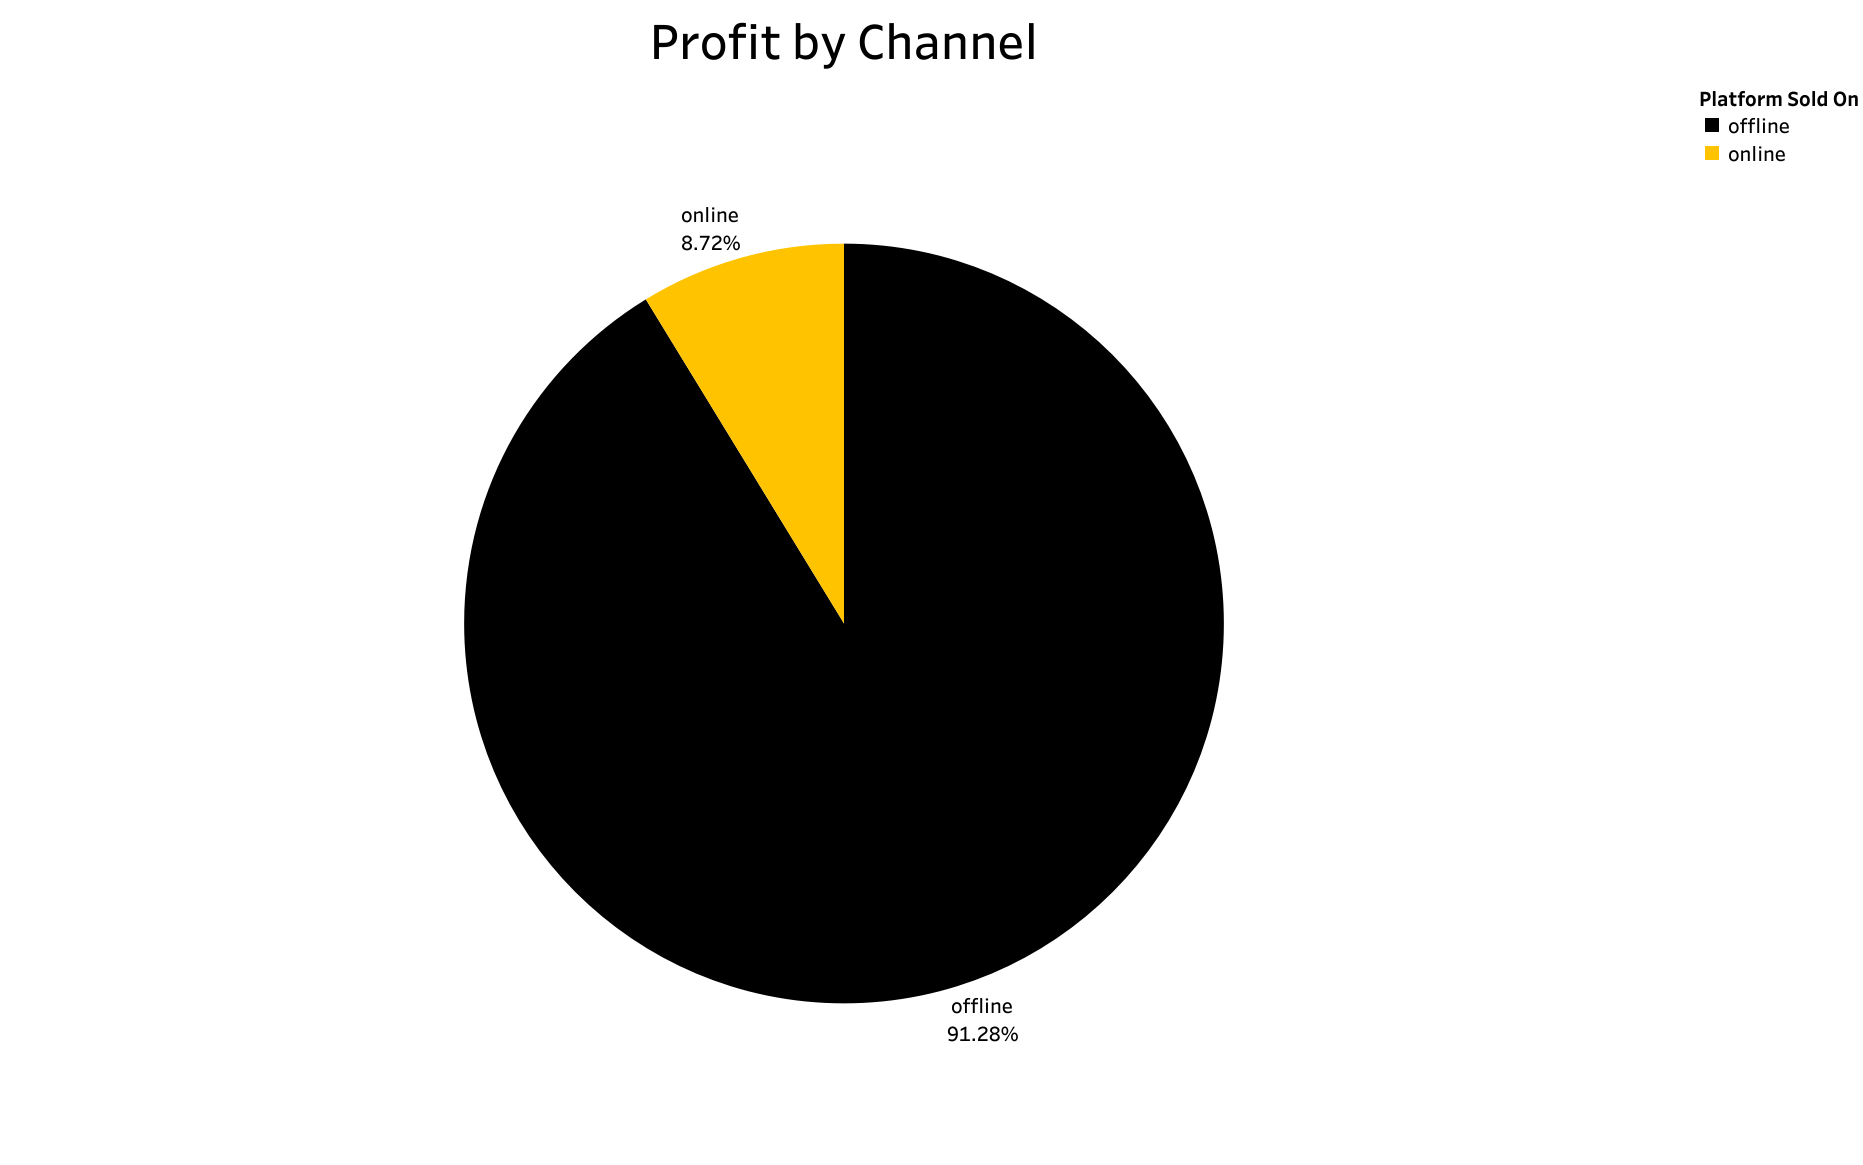 Profit by Channel
Platform Sold On
offline
online
online
8.72%
offline
91.28%